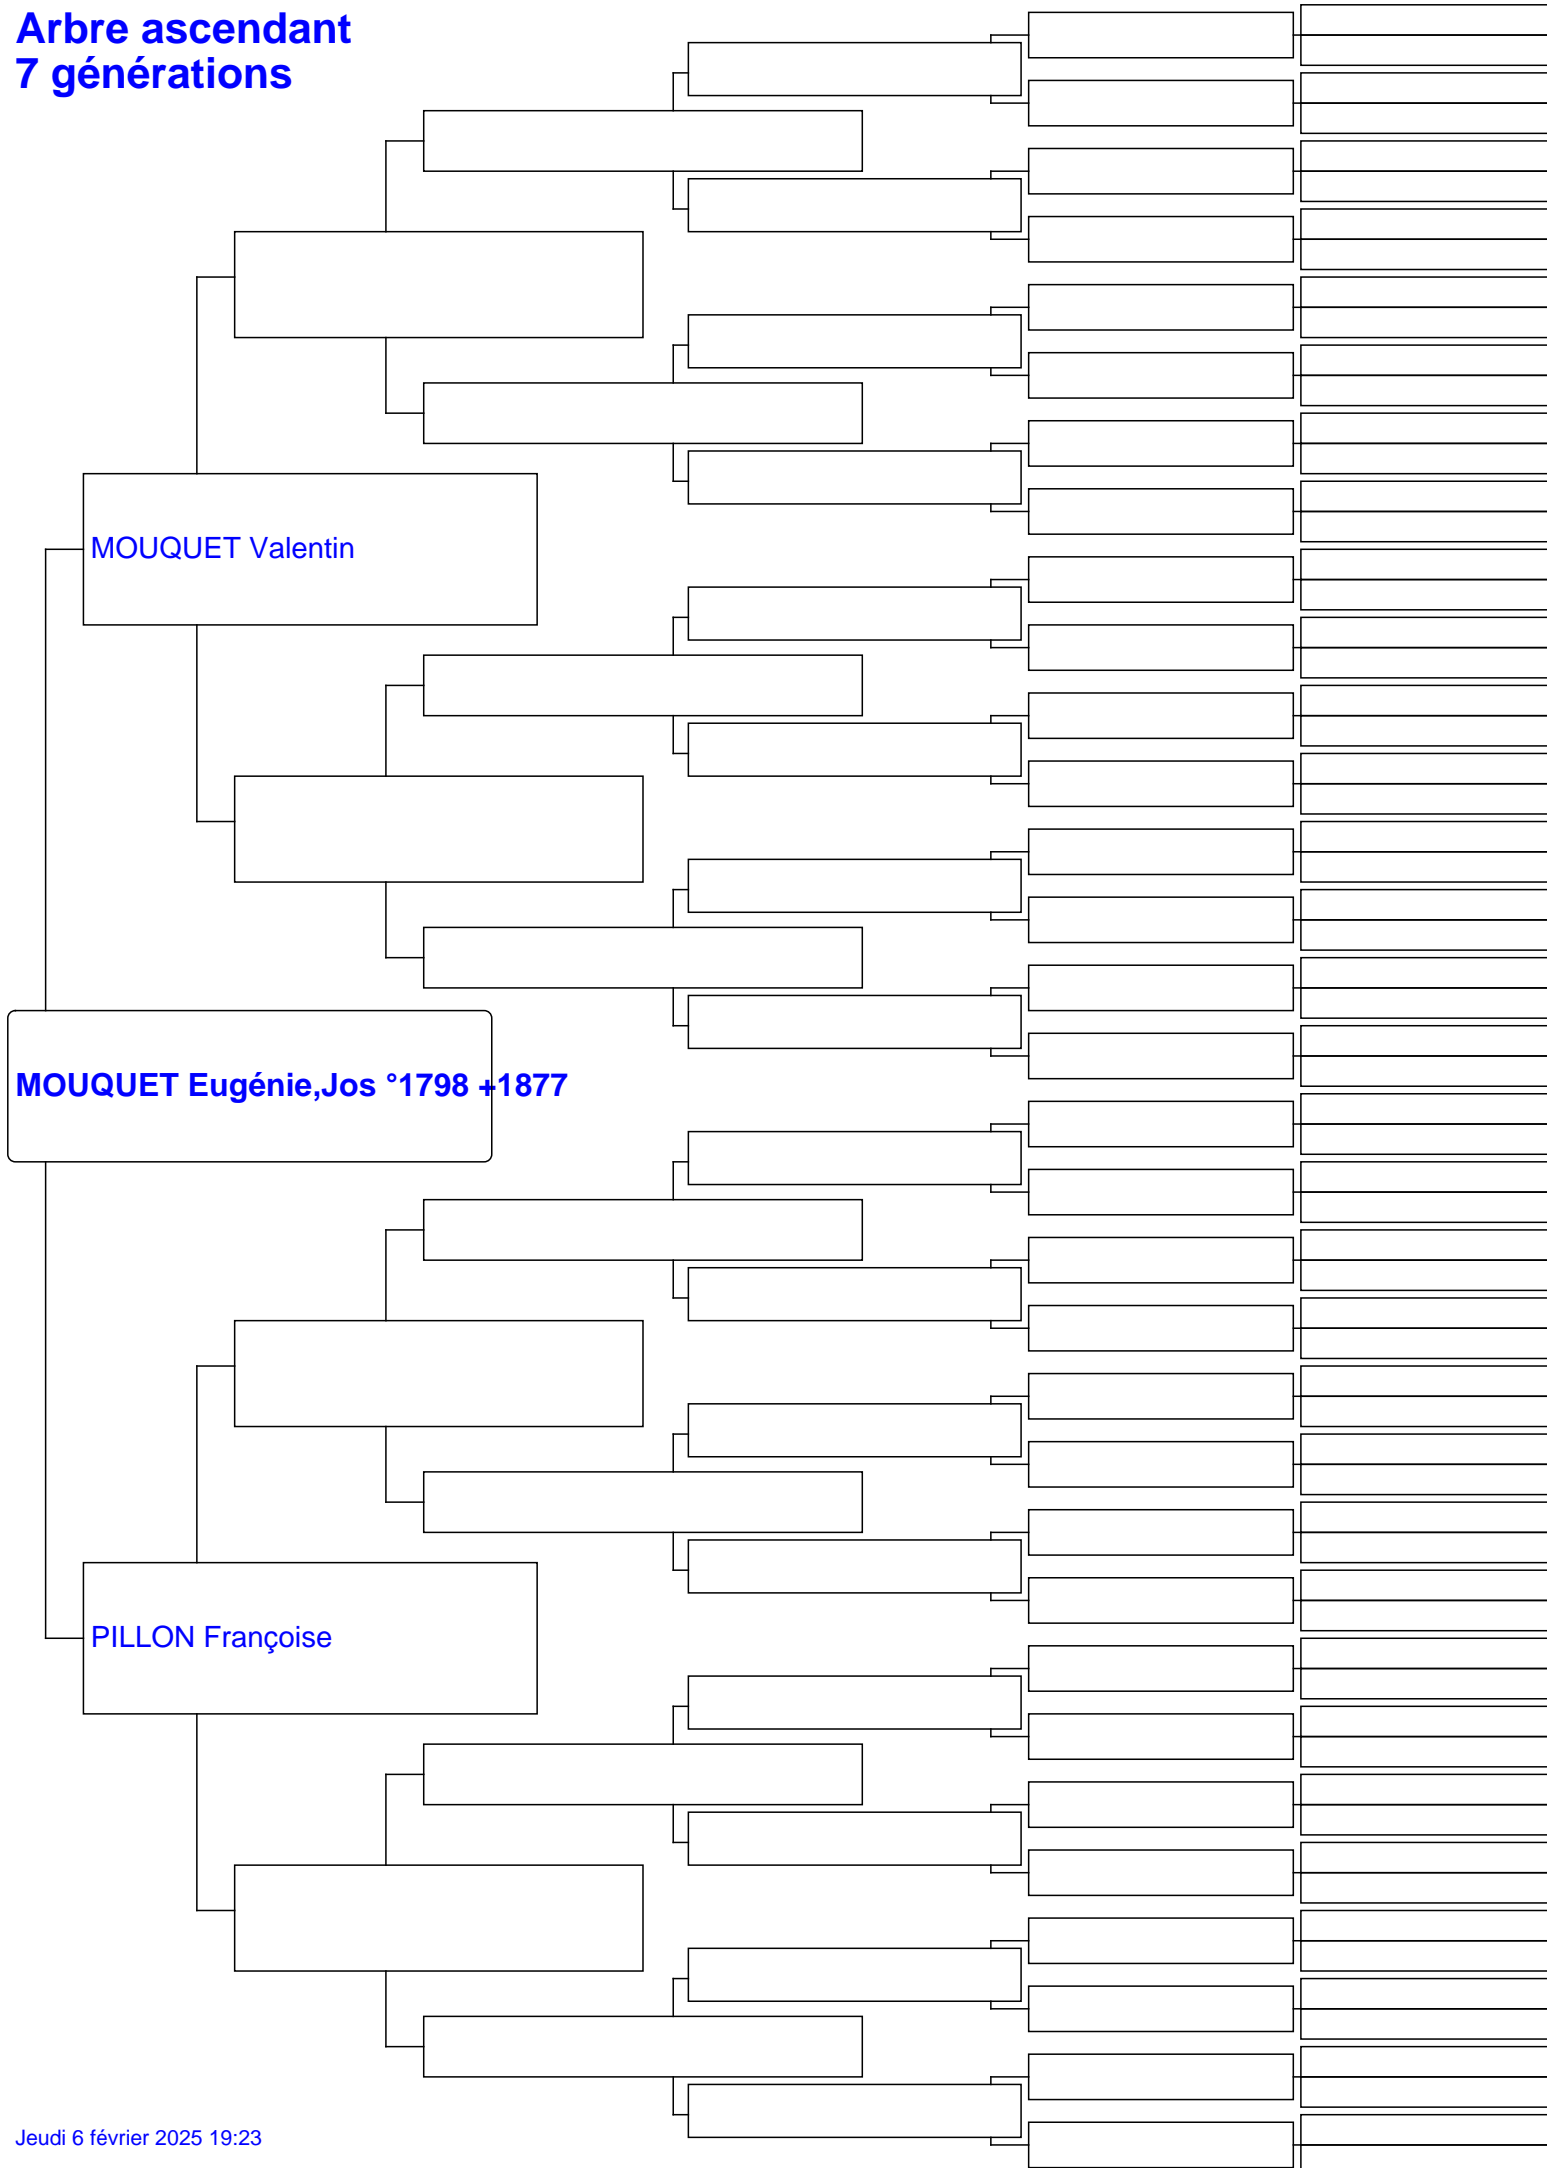 Arbre ascendant
7 générations
MOUQUET Valentin
MOUQUET Eugénie,Jos °1798 +1877
PILLON Françoise
Jeudi 6 février 2025 19:23